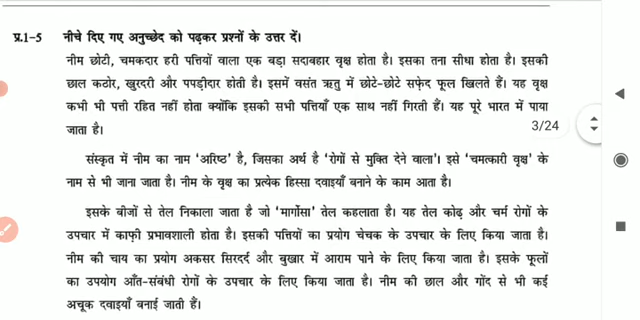 प्र.1–5 नीचे दिए गए अनुच्छेद को पढ़कर प्रश्नों के उत्तर दें।
नीम छोटी, चमकदार हरी पत्तियों वाला एक बड़ा सदाबहार वृक्ष होता है। इसका तना सीधा होता है। इसकी
छाल कठोर, खुरदरी और पपड़ीदार होती है। इसमें वसंत ऋतु में छोटे-छोटे सफ़ेद फूल खिलते हैं। यह वृक्ष
कभी भी पत्ती रहित नहीं होता क्योंकि इसकी सभी पत्तियाँ एक साथ नहीं गिरती हैं। यह पूरे भारत में पाया
जाता है।
3/24
संस्कृत में नीम का नाम ‘अरिष्ठ’ है, जिसका अर्थ है ‘रोगों से मुक्ति देने वाला’। इसे ‘चमत्कारी वृक्ष’ के
नाम से भी जाना जाता है। नीम के वृक्ष का प्रत्येक हिस्सा दवाइयाँ बनाने के काम आता है।
इसके बीजों से तेल निकाला जाता है जो ‘मार्गोसा’ तेल कहलाता है। यह तेल कोढ़ और चर्म रोगों के
उपचार में काफ़ी प्रभावशाली होता है। इसकी पत्तियों का प्रयोग चेचक के उपचार के लिए किया जाता है।
नीम की चाय का प्रयोग अकसर सिरदर्द और बुखार में आराम पाने के लिए किया जाता है। इसके फूलों
का उपयोग आँत-संबंधी रोगों के उपचार के लिए किया जाता है। नीम की छाल और गोंद से भी कई
अचूक दवाइयाँ बनाई जाती हैं।